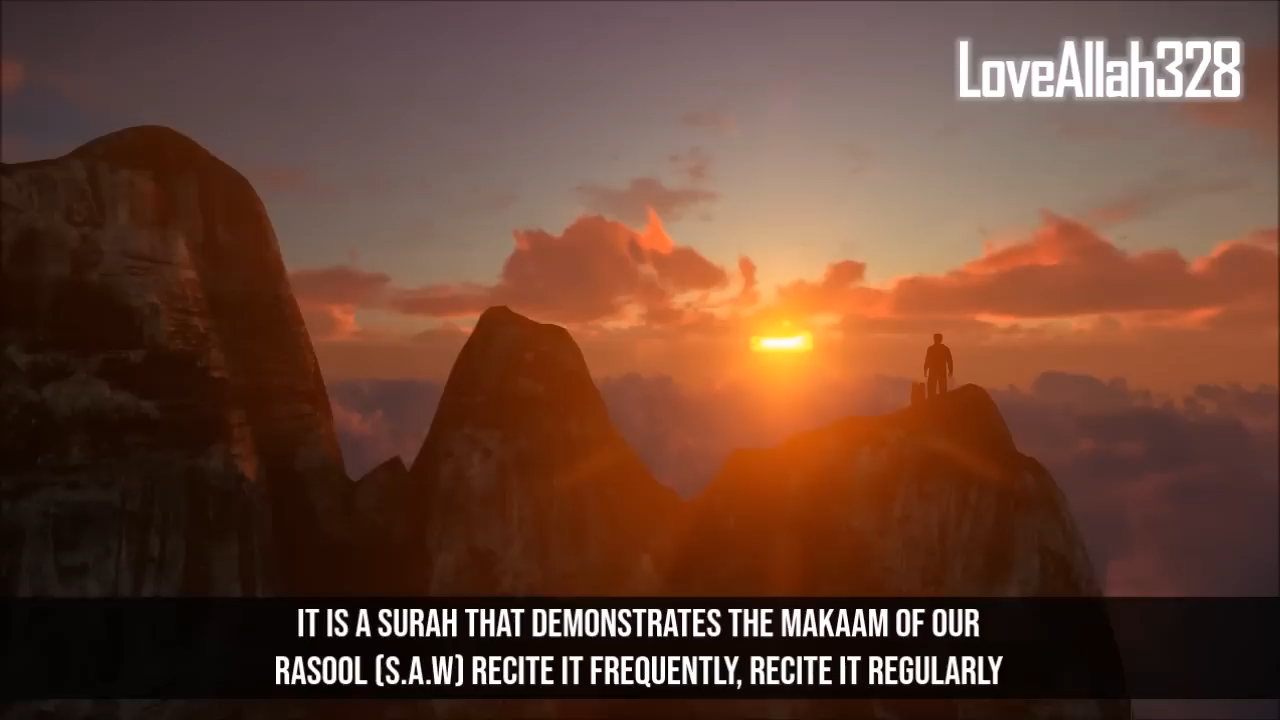 LoveAllah328
IT IS A SURAH THAT DEMONSTRATES THE MAKAAM OF OUR
RASOOL (S.A.W) RECITE IT FREQUENTLY, RECITE IT REGULARLY